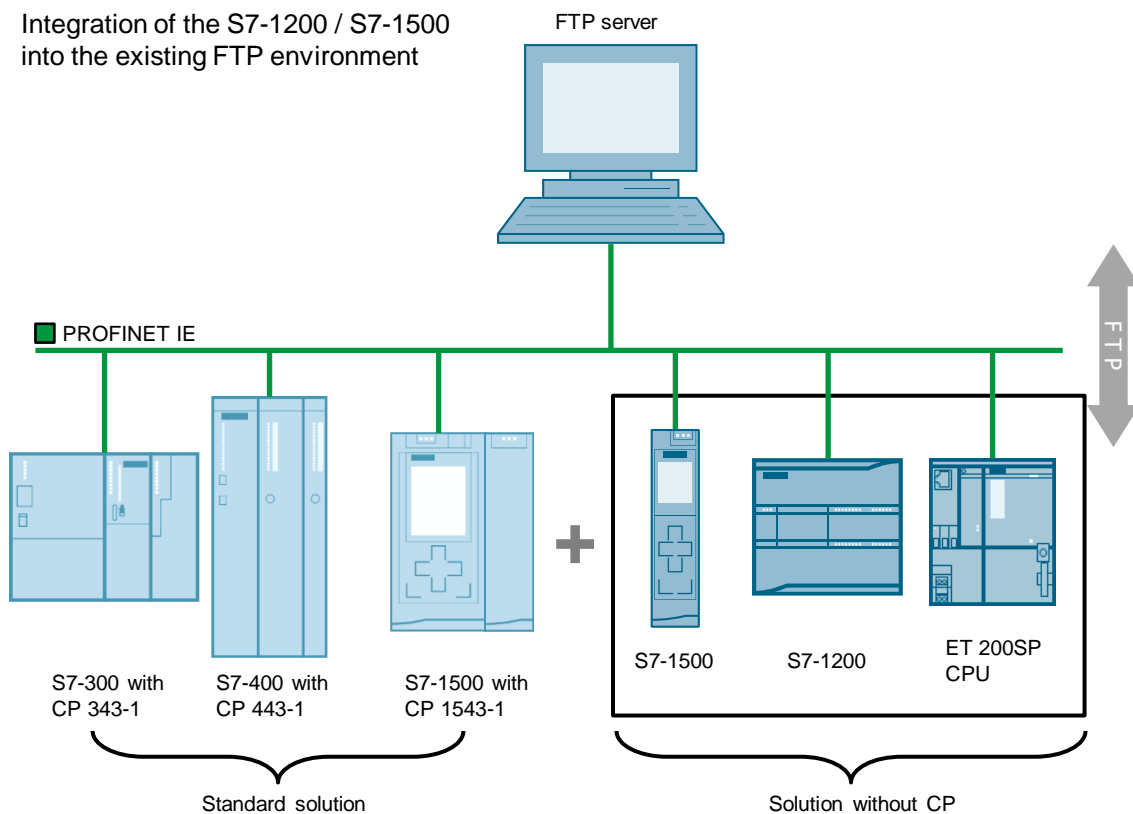 Integration of the S7-1200 / S7-1500
into the existing FTP environment
FTP server
PROFINET IE
FTP
S7-300 with
CP 343-1
S7-400 with
CP 443-1
S7-1500 with
CP 1543-1
S7-1500
S7-1200
ET 200SP
CPU
Standard solution
Solution without CP